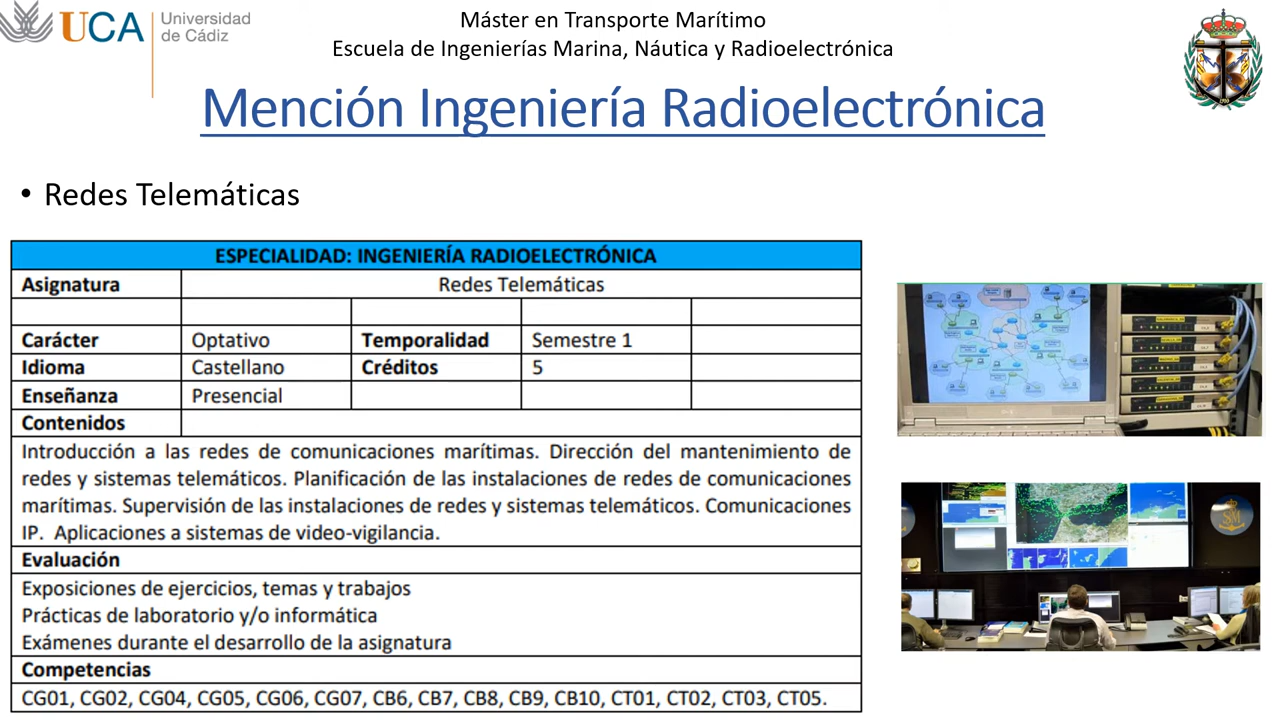 UCA
Universidad
de Cádiz
Máster en Transporte Marítimo
Escuela de Ingenierías Marina, Náutica y Radioelectrónica
Mención Ingeniería Radioelectrónica
• Redes Telemáticas
ESPECIALIDAD: INGENIERÍA RADIOELECTRÓNICA
Asignatura Redes Telemáticas
Carácter Optativo Temporalidad Semestre 1
Idioma Castellano Créditos 5
Enseñanza Presencial
Contenidos
Introducción a las redes de comunicaciones marítimas. Dirección del mantenimiento de
redes y sistemas telemáticos. Planificación de las instalaciones de redes de comunicaciones
marítimas. Supervisión de las instalaciones de redes y sistemas telemáticos. Comunicaciones
IP. Aplicaciones a sistemas de video-vigilancia.
Evaluación
Exposiciones de ejercicios, temas y trabajos
Prácticas de laboratorio y/o informática
Exámenes durante el desarrollo de la asignatura
Competencias
CG01, CG02, CG04, CG05, CG06, CG07, CB6, CB7, CB8, CB9, CB10, CT01, CT02, CT03, CT05.
SM